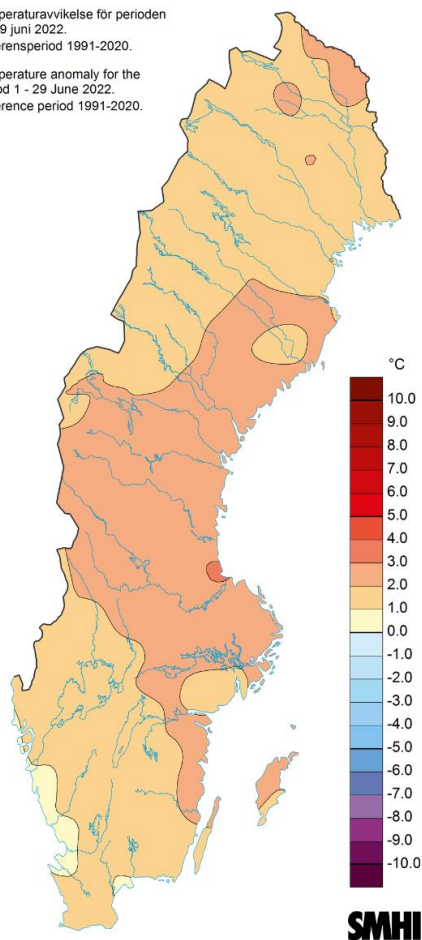 peraturavvikelse för perioden
9 juni 2022.
erensperiod 1991-2020.
perature anomaly for the
od 1 - 29 June 2022.
erence period 1991-2020.
°C
10.0
9.0
8.0
7.0
6.0
5.0
4.0
3.0
2.0
1.0
0.0
-1.0
-2.0
-3.0
-4.0
-5.0
-6.0
-7.0
-8.0
-9.0
-10.0
SMHI